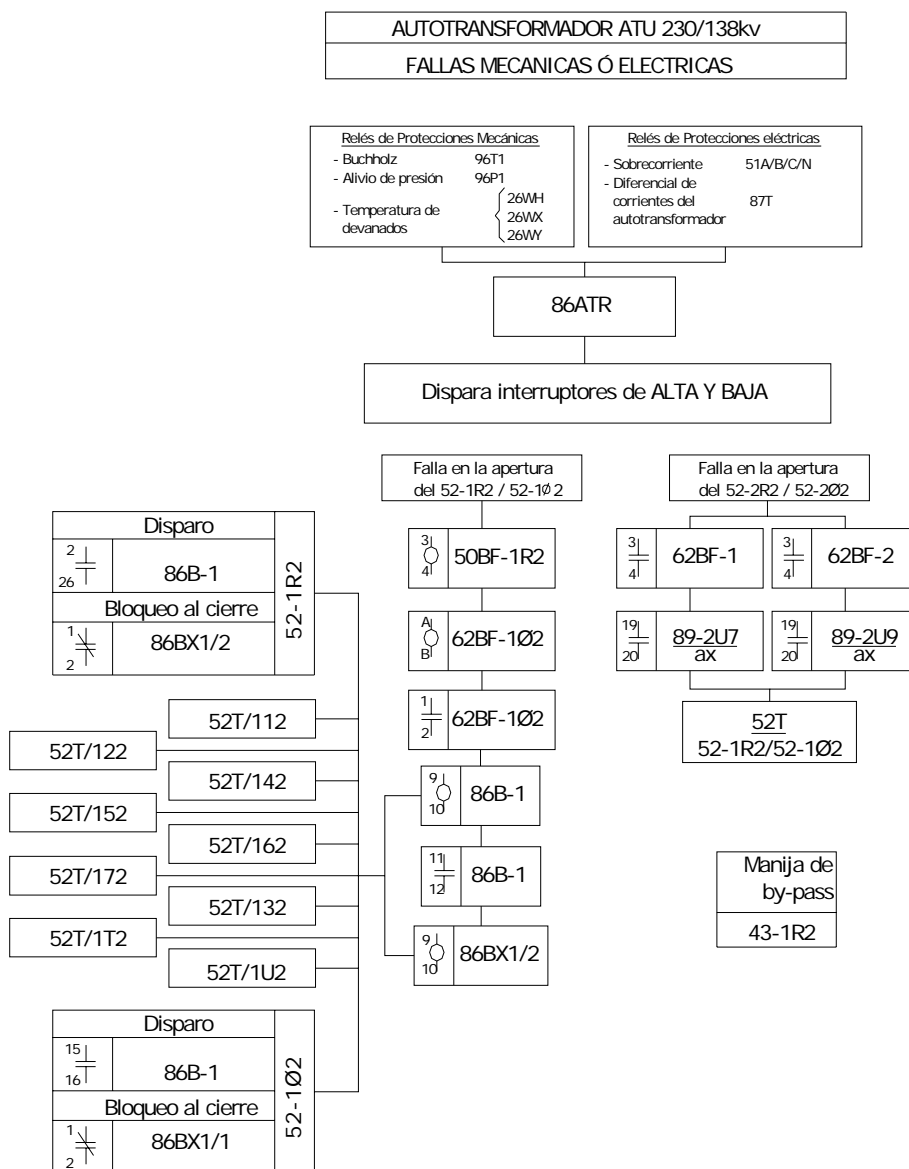 AUTOTRANSFORMADOR ATU 230/138kv
FALLAS MECANICAS Ó ELECTRICAS
Relés de Protecciones Mecánicas
- Buchholz 96T1
- Alivio de presión 96P1
- Temperatura de devanados
26WH
26WX
26WY
Relés de Protecciones eléctricas
- Sobrecorriente 51A/B/C/N
- Diferencial de
corrientes del
autotransformador
87T
86ATR
Dispara interruptores de ALTA Y BAJA
Falla en la apertura
del 52-1R2 / 52-1Ø2
3
4
50BF-1R2
A
B
62BF-1Ø2
1
2
62BF-1Ø2
9
10
86B-1
11
12
86B-1
9
10
86BX1/2
Falla en la apertura
del 52-2R2 / 52-2Ø2
3
4
62BF-1
3
4
62BF-2
19
20
89-2U7
ax
19
20
89-2U9
ax
52T
52-1R2/52-1Ø2
Manija de
by-pass
43-1R2
Disparo
2
26
86B-1
Bloqueo al cierre
1
2
86BX1/2
52-1R2
52T/112
52T/122
52T/142
52T/152
52T/162
52T/172
52T/132
52T/1T2
52T/1U2
Disparo
15
16
86B-1
Bloqueo al cierre
1
2
86BX1/1
52-1Ø2